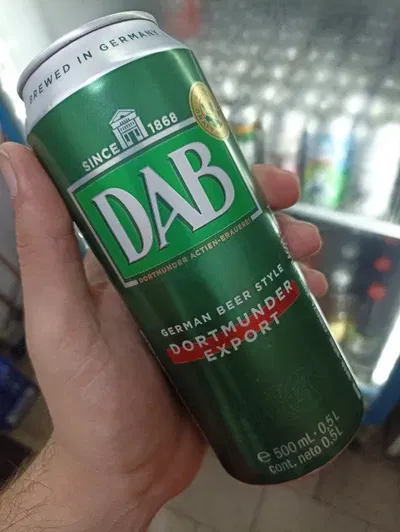 BREWED IN GERMANY
SINCE 1868
DAB
DORTMUNDER ACTIEN-BRAUEREI
GERMAN BEER STYLE
DORTMUNDER
EXPORT
e 500 ml - 0,5 L
cont. neto 0,5L